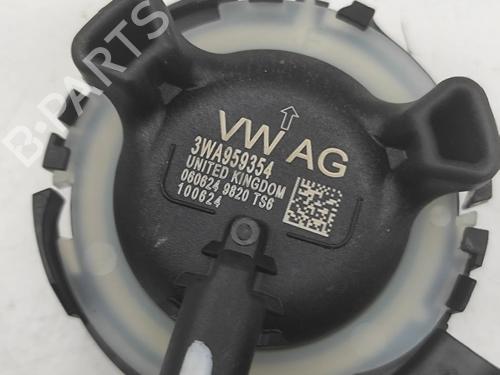 VW AG
3WA959354
UNITED KINGDOM
060624 9820 TS6
100624
B-PARTS